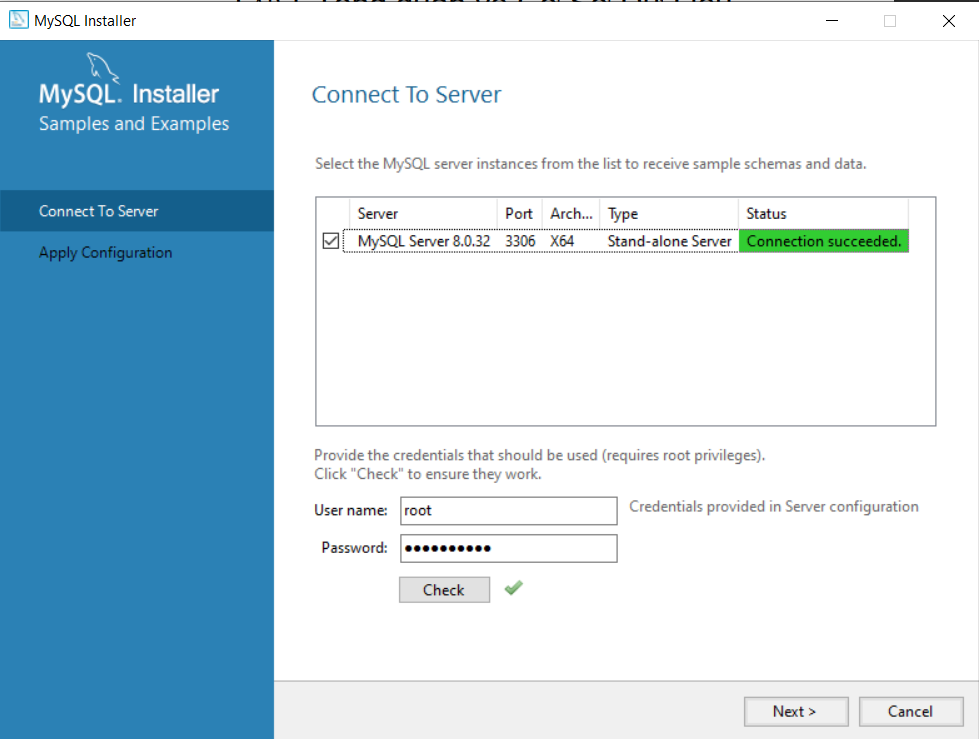 MySQL Installer
MySQL. Installer
Samples and Examples
Connect To Server
Apply Configuration
Connect To Server
Select the MySQL server instances from the list to receive sample schemas and data.
Server Port Arch... Type Status
MySQL Server 8.0.32 3306 X64 Stand-alone Server Connection succeeded.
Provide the credentials that should be used (requires root privileges).
Click "Check" to ensure they work.
User name: root Credentials provided in Server configuration
Password: ●●●●●●●●●●
Check
Next > Cancel